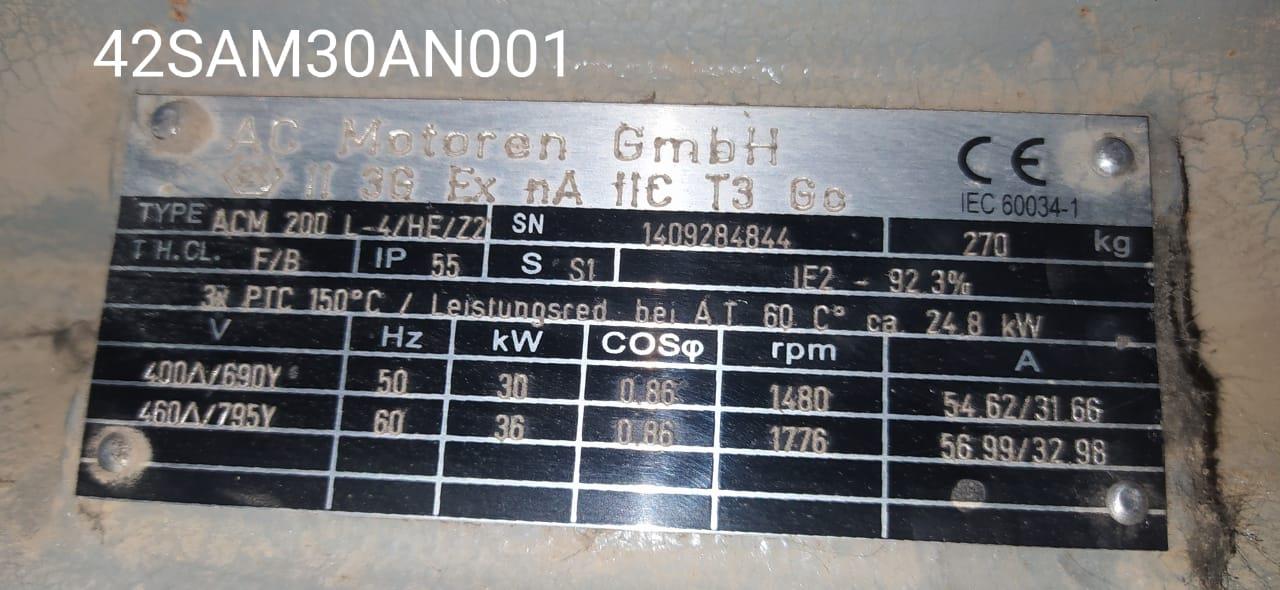 42SAM30AN001
AC Motoren GmbH
II 3G Ex nA IIC T3 Gc
CE
IEC 60034-1
TYPE ACM 200 L-4/HE/Z2 SN 1409284844 270 kg
TH.CL. F/B IP 55 S S1 IE2 - 92.3%
3x PTC 150°C / Leistungsred. bei A.T 60 C° ca. 24.8 kW
V Hz kW COSφ rpm A
400Δ/690Y 50 30 0.86 1480 54.62/31.66
460Δ/795Y 60 36 0.86 1776 56.99/32.98